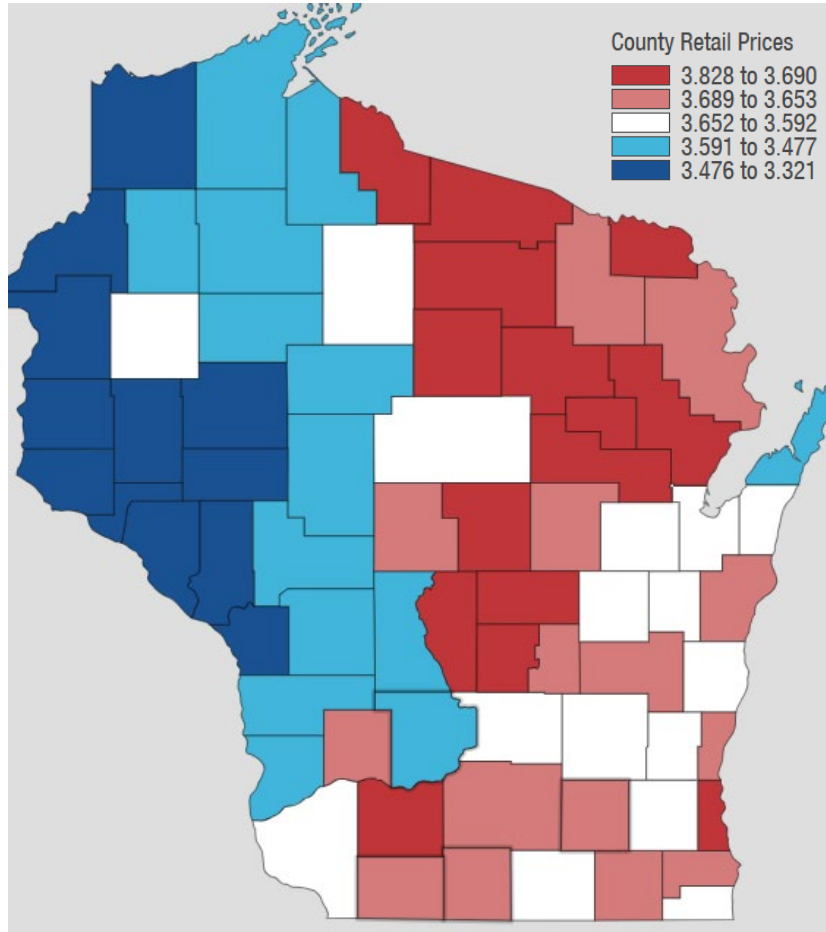 County Retail Prices
3.828 to 3.690
3.689 to 3.653
3.652 to 3.592
3.591 to 3.477
3.476 to 3.321